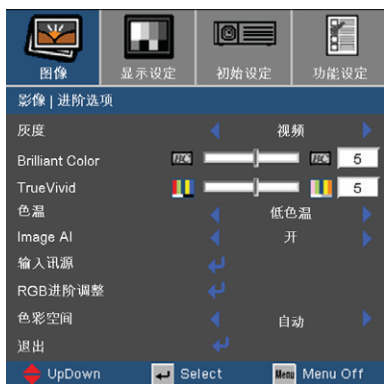 图像 显示设定 初始设定 功能设定
影像 | 进阶选项
灰度 视频
Brilliant Color BC BC 5
TrueVivid 5
色温 低色温
Image AI 开
输入讯源
RGB进阶调整
色彩空间 自动
退出
UpDown Select Menu Menu Off